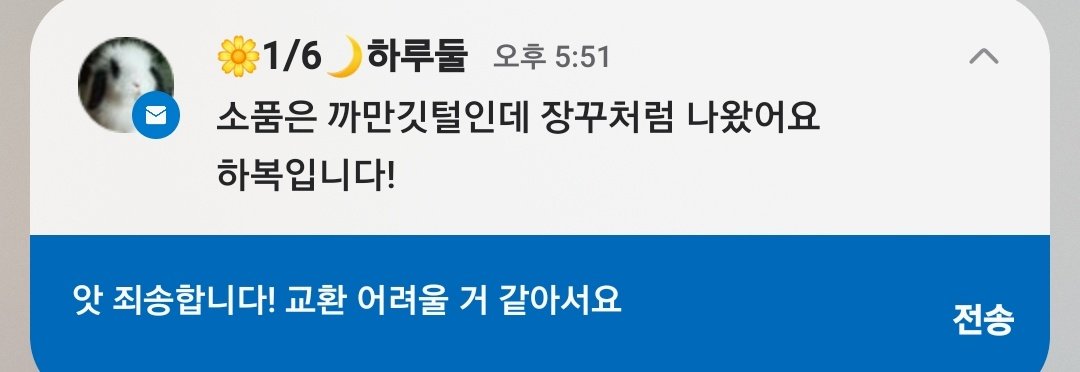 🌼1/6🌙하루둘 오후 5:51
소품은 까만깃털인데 장꾸처럼 나왔어요
하복입니다!
앗 죄송합니다! 교환 어려울 거 같아서요
전송